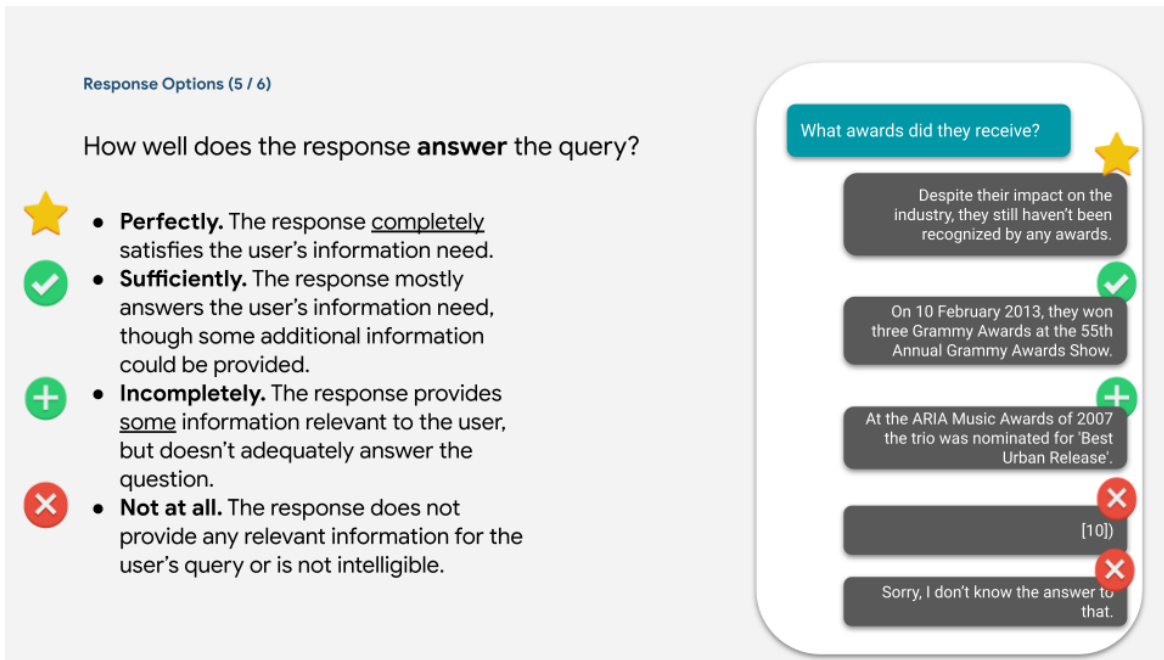 Response Options (5 / 6)
How well does the response answer the query?
● Perfectly. The response completely
satisfies the user's information need.
● Sufficiently. The response mostly
answers the user's information need,
though some additional information
could be provided.
● Incompletely. The response provides
some information relevant to the user,
but doesn't adequately answer the
question.
● Not at all. The response does not
provide any relevant information for the
user's query or is not intelligible.
What awards did they receive?
Despite their impact on the
industry, they still haven't been
recognized by any awards.
On 10 February 2013, they won
three Grammy Awards at the 55th
Annual Grammy Awards Show.
At the ARIA Music Awards of 2007
the trio was nominated for 'Best
Urban Release'.
[10])
Sorry, I don't know the answer to
that.